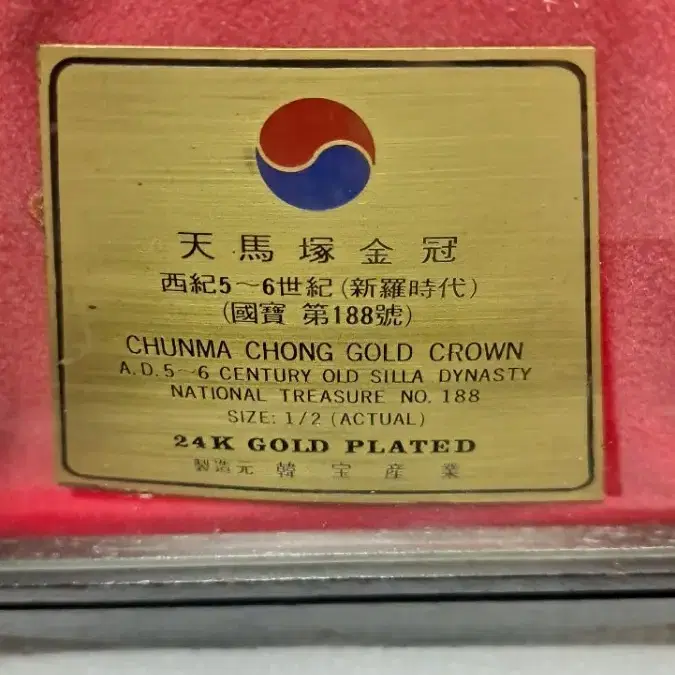 天馬塚金冠
西紀5~6世紀(新羅時代)
(國寶 第188號)
CHUNMA CHONG GOLD CROWN
A.D.5~6 CENTURY OLD SILLA DYNASTY
NATIONAL TREASURE NO.188
SIZE: 1/2 (ACTUAL)
24K GOLD PLATED
製造元 韓宝産業